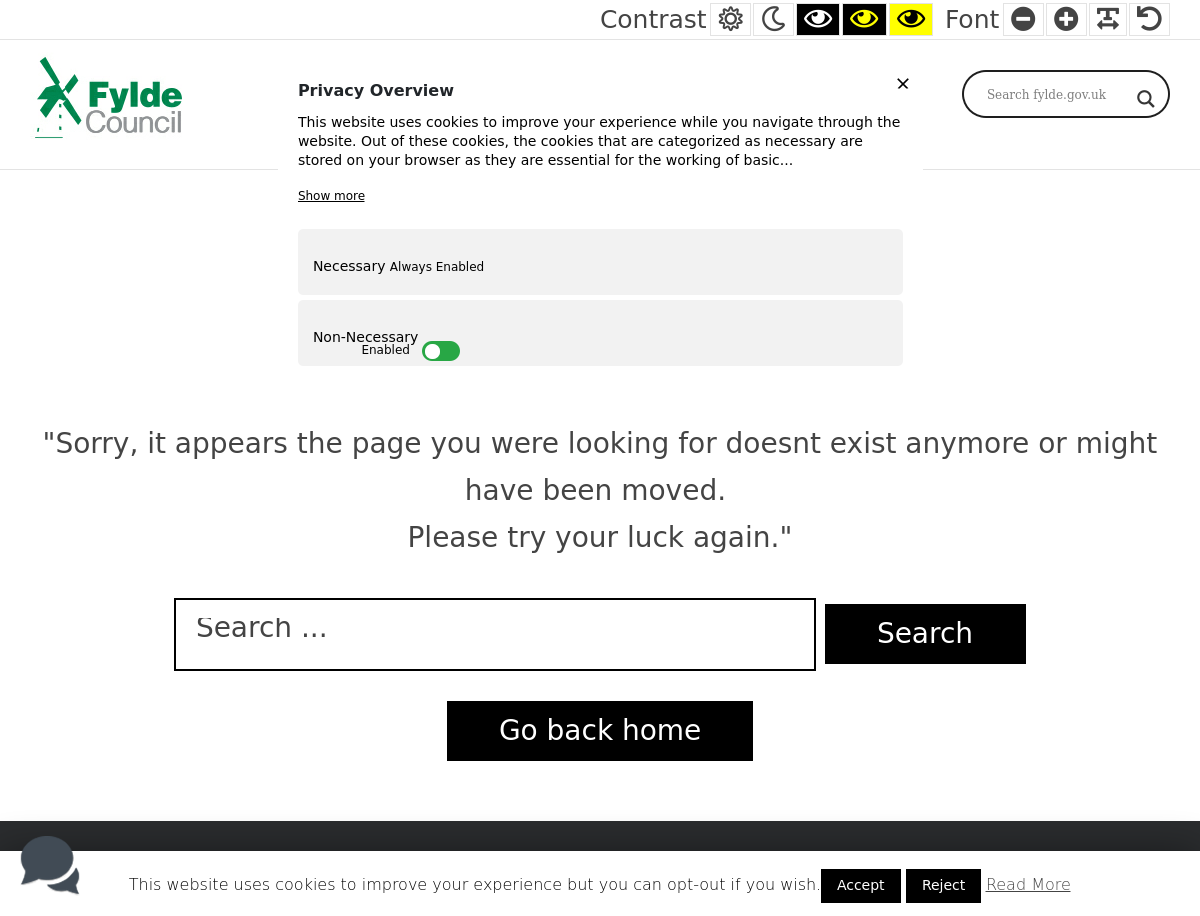 Contrast Font
Fylde
Council
Search fylde.gov.uk
Privacy Overview
This website uses cookies to improve your experience while you navigate through the
website. Out of these cookies, the cookies that are categorized as necessary are
stored on your browser as they are essential for the working of basic...
Show more
Necessary Always Enabled
Non-Necessary
Enabled
"Sorry, it appears the page you were looking for doesnt exist anymore or might
have been moved.
Please try your luck again."
Search ...
Search
Go back home
This website uses cookies to improve your experience but you can opt-out if you wish. Accept Reject Read More